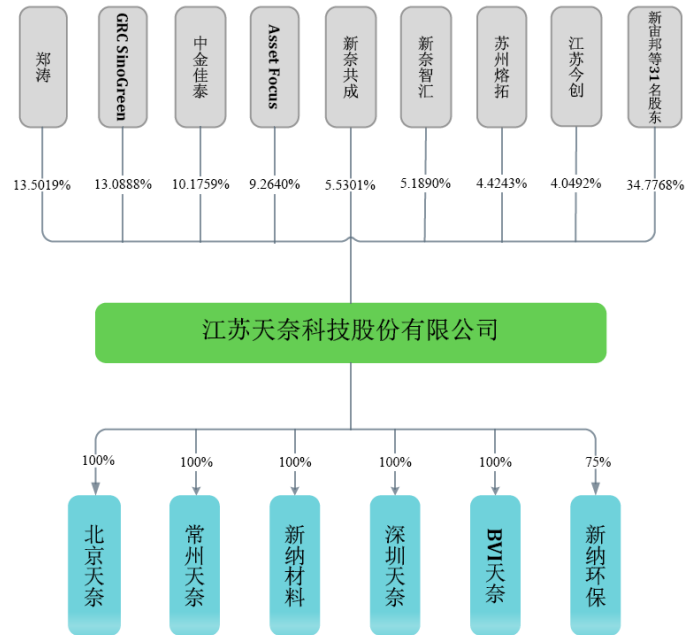 郑涛
GRC SinoGreen
中金佳泰
Asset Focus
新奈共成
新奈智汇
苏州熔拓
江苏今创
新宙邦等31名股东
13.5019%
13.0888%
10.1759%
9.2640%
5.5301%
5.1890%
4.4243%
4.0492%
34.7768%
江苏天奈科技股份有限公司
100%
100%
100%
100%
100%
75%
北京天奈
常州天奈
新纳材料
深圳天奈
BVI天奈
新纳环保